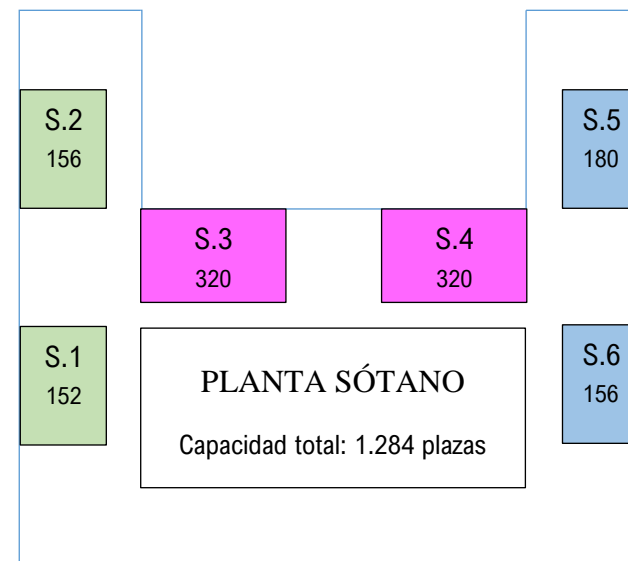 S.2
156
S.5
180
S.3
320
S.4
320
S.1
152
PLANTA SÓTANO
Capacidad total: 1.284 plazas
S.6
156